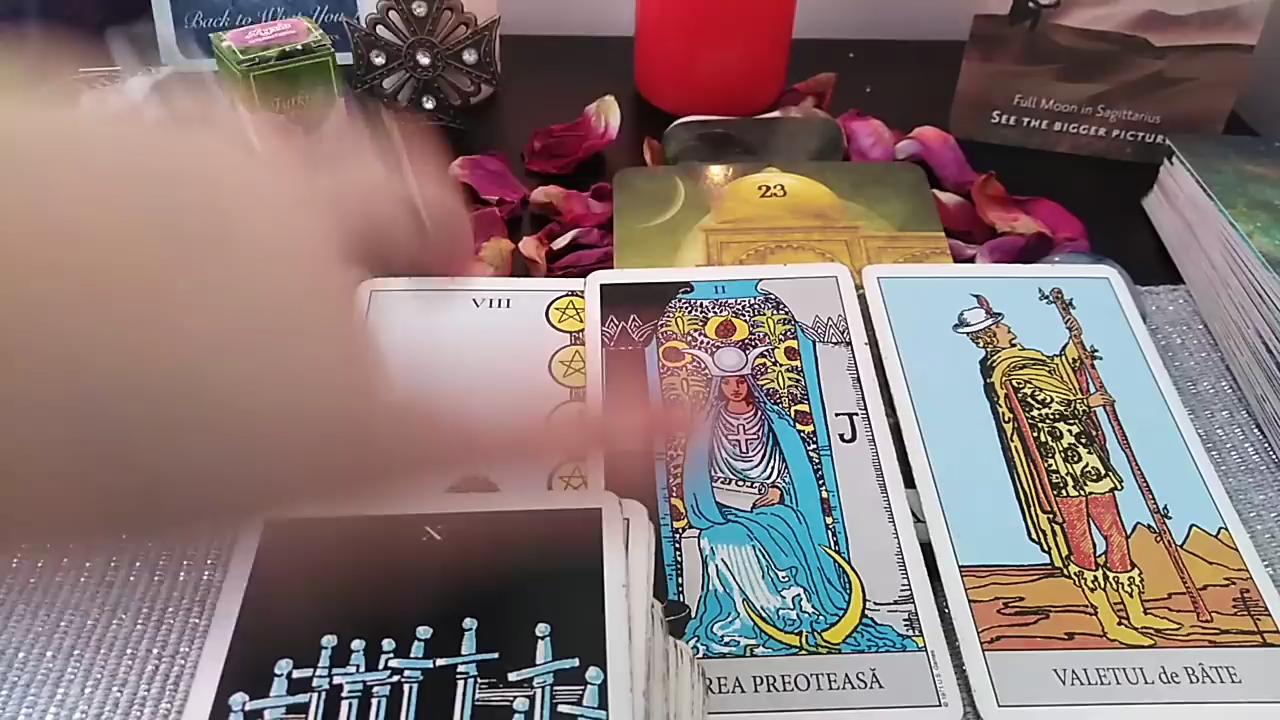 Back to What You
Full Moon in Sagittarius
SEE THE BIGGER PICTUR
23
VIII
II
J
X
REA PREOTEASĂ
VALETUL de BÂTE